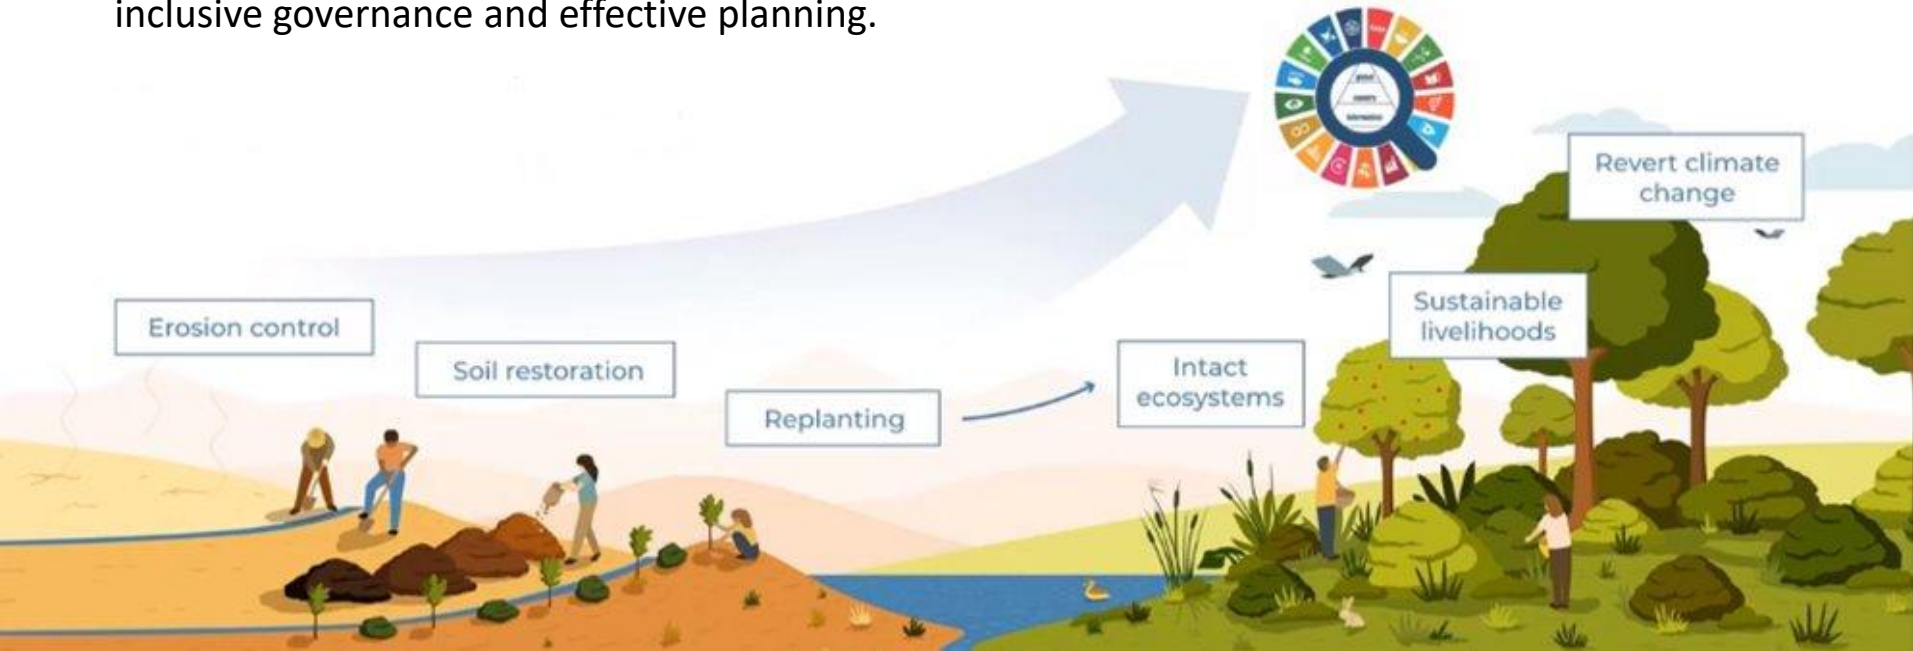 inclusive governance and effective planning.
Revert climate
change
Sustainable
livelihoods
Erosion control
Soil restoration
Intact
ecosystems
Replanting